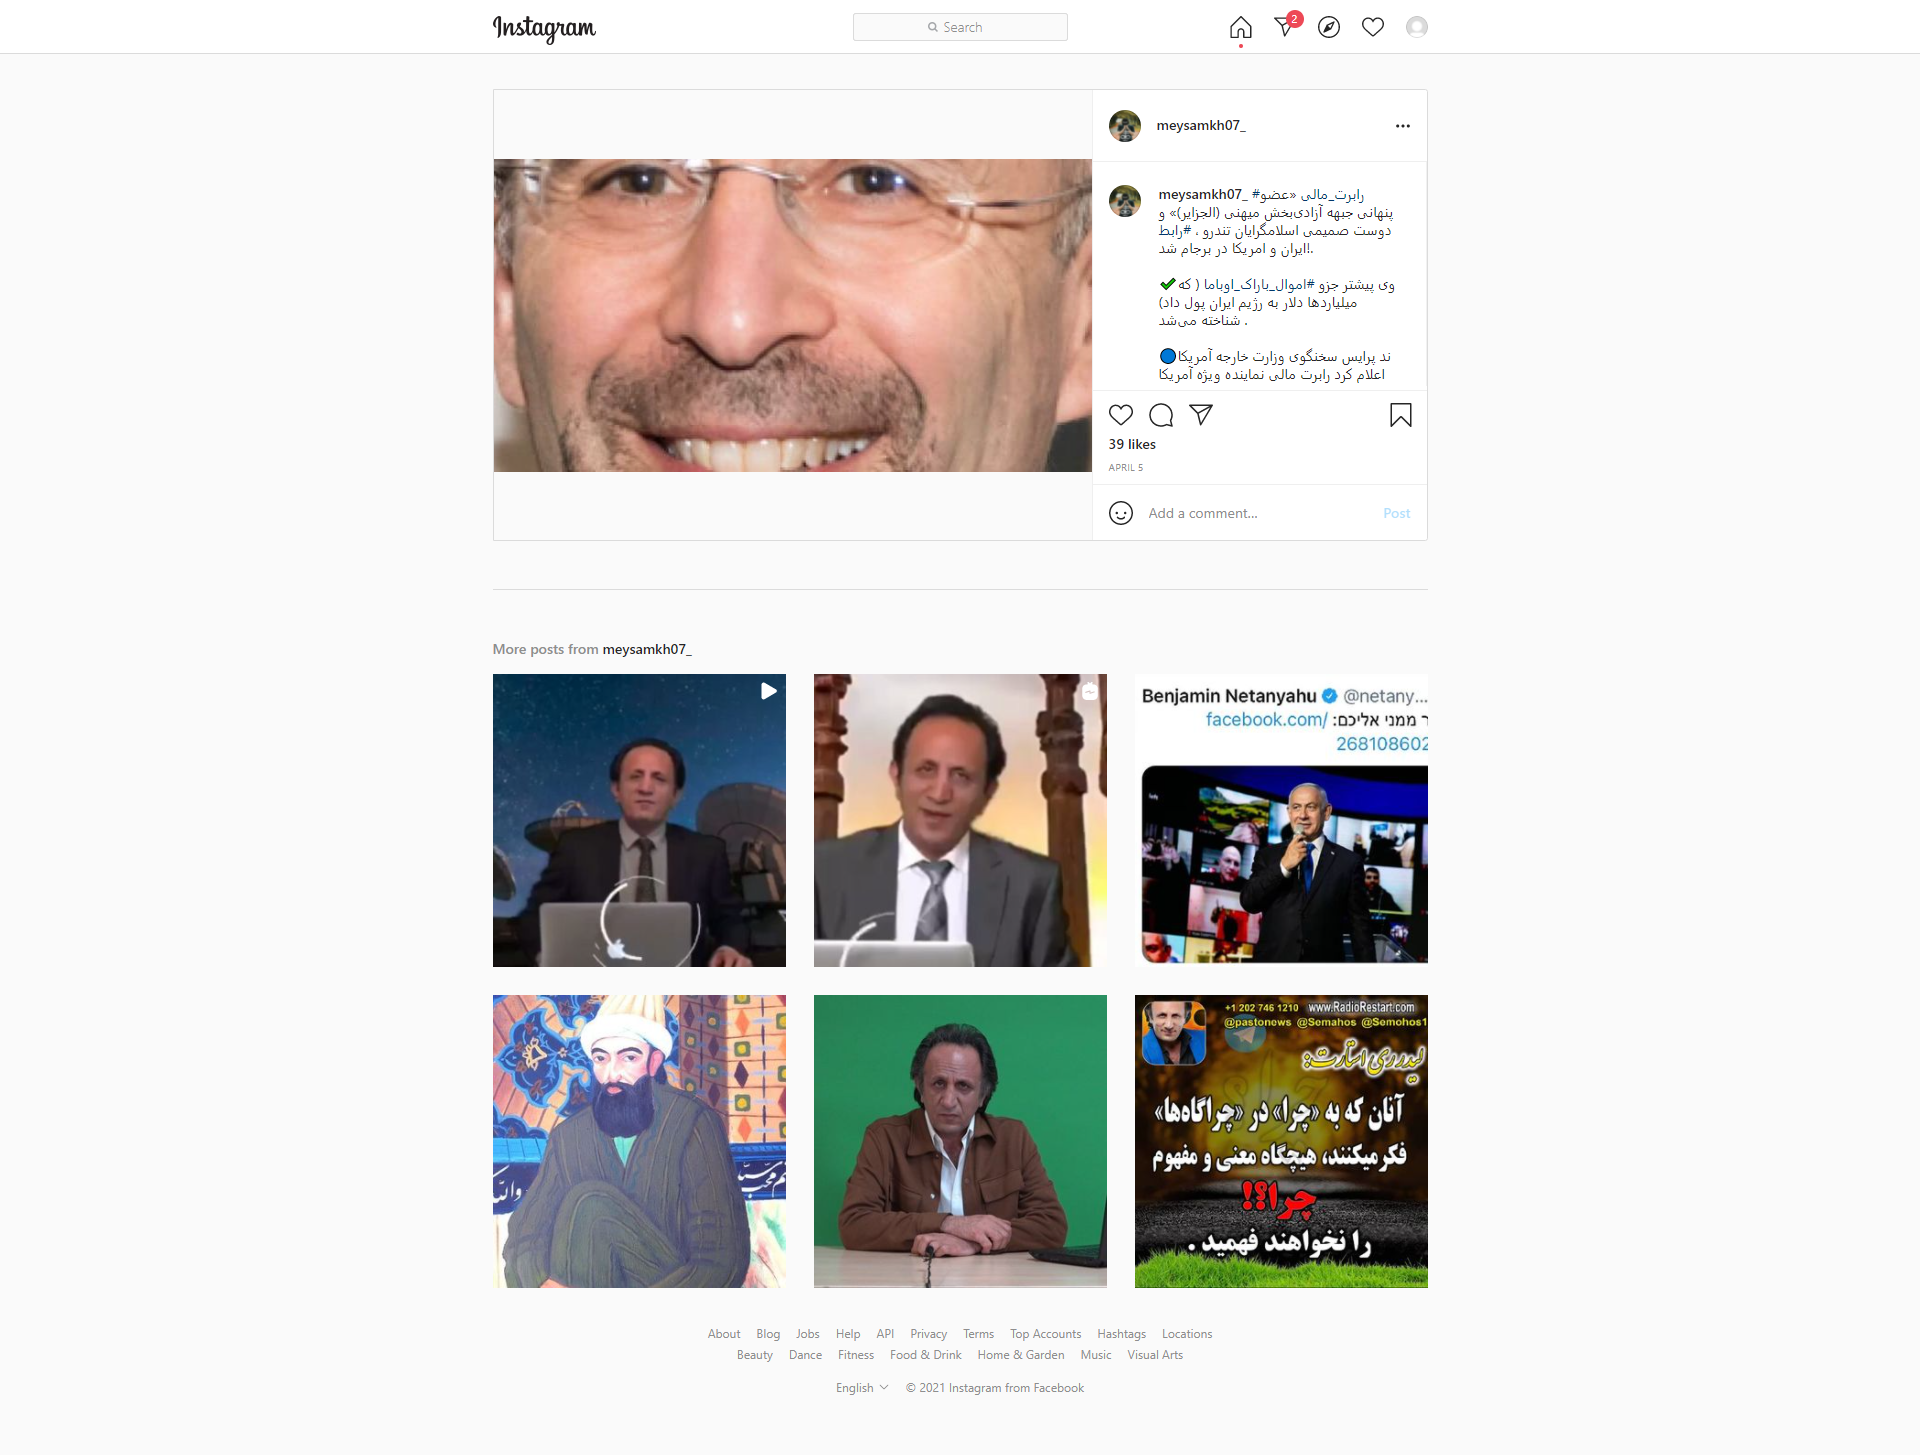 Instagram
Search
2
meysamkh07_
meysamkh07_ #رابرت_مالی «عضو
پنهانی جبهه آزادی‌بخش میهنی (الجزایر)» و
دوست صمیمی اسلامگرایان تندرو ، #رابط
ایران و امریکا در برجام شد!.
✔️وی پیشتر جزو #اموال_باراک_اوباما ( که
میلیاردها دلار به رژیم ایران پول داد)
شناخته می‌شد .
🔵ند پرایس سخنگوی وزارت خارجه آمریکا
اعلام کرد رابرت مالی نماینده ویژه آمریکا
39 likes
APRIL 5
Add a comment...
Post
More posts from meysamkh07_
Benjamin Netanyahu @netany...
ר ממני אליכם: facebook.com/
268108602
+1 202 746 1210 www.RadioRestart.com
@pastonews @Semahos @Semohos1
لیدر ری استارت:
آنان که به «چرا» در «چراگاه‌ها»
فکر میکنند، هیچگاه معنی و مفهوم
چرا؟!!
را نخواهند فهمید .
About Blog Jobs Help API Privacy Terms Top Accounts Hashtags Locations
Beauty Dance Fitness Food & Drink Home & Garden Music Visual Arts
English © 2021 Instagram from Facebook